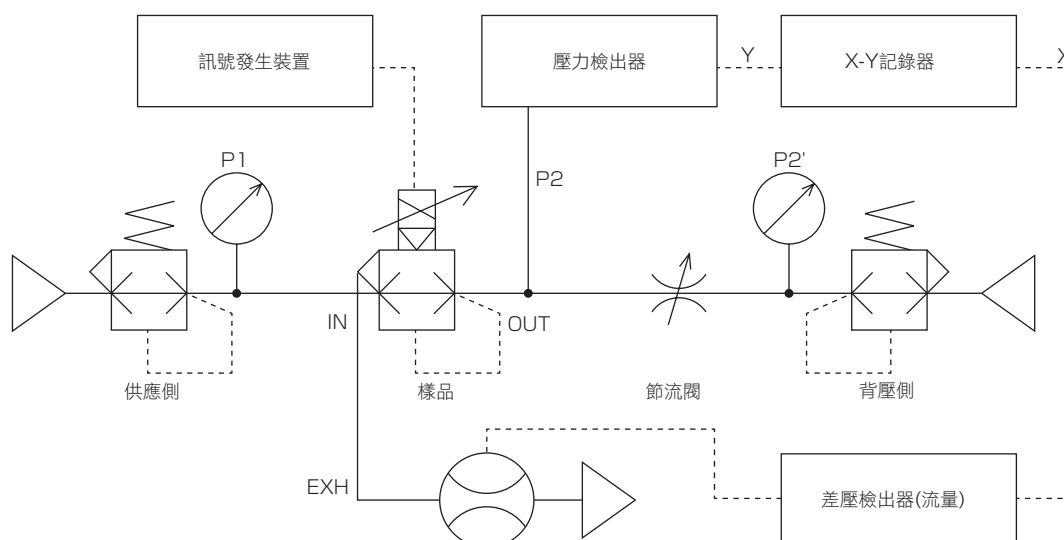 訊號發生裝置
壓力檢出器
Y
X-Y記錄器
X
P1
P2
P2'
IN
OUT
供應側
樣品
節流閥
背壓側
EXH
差壓檢出器(流量)